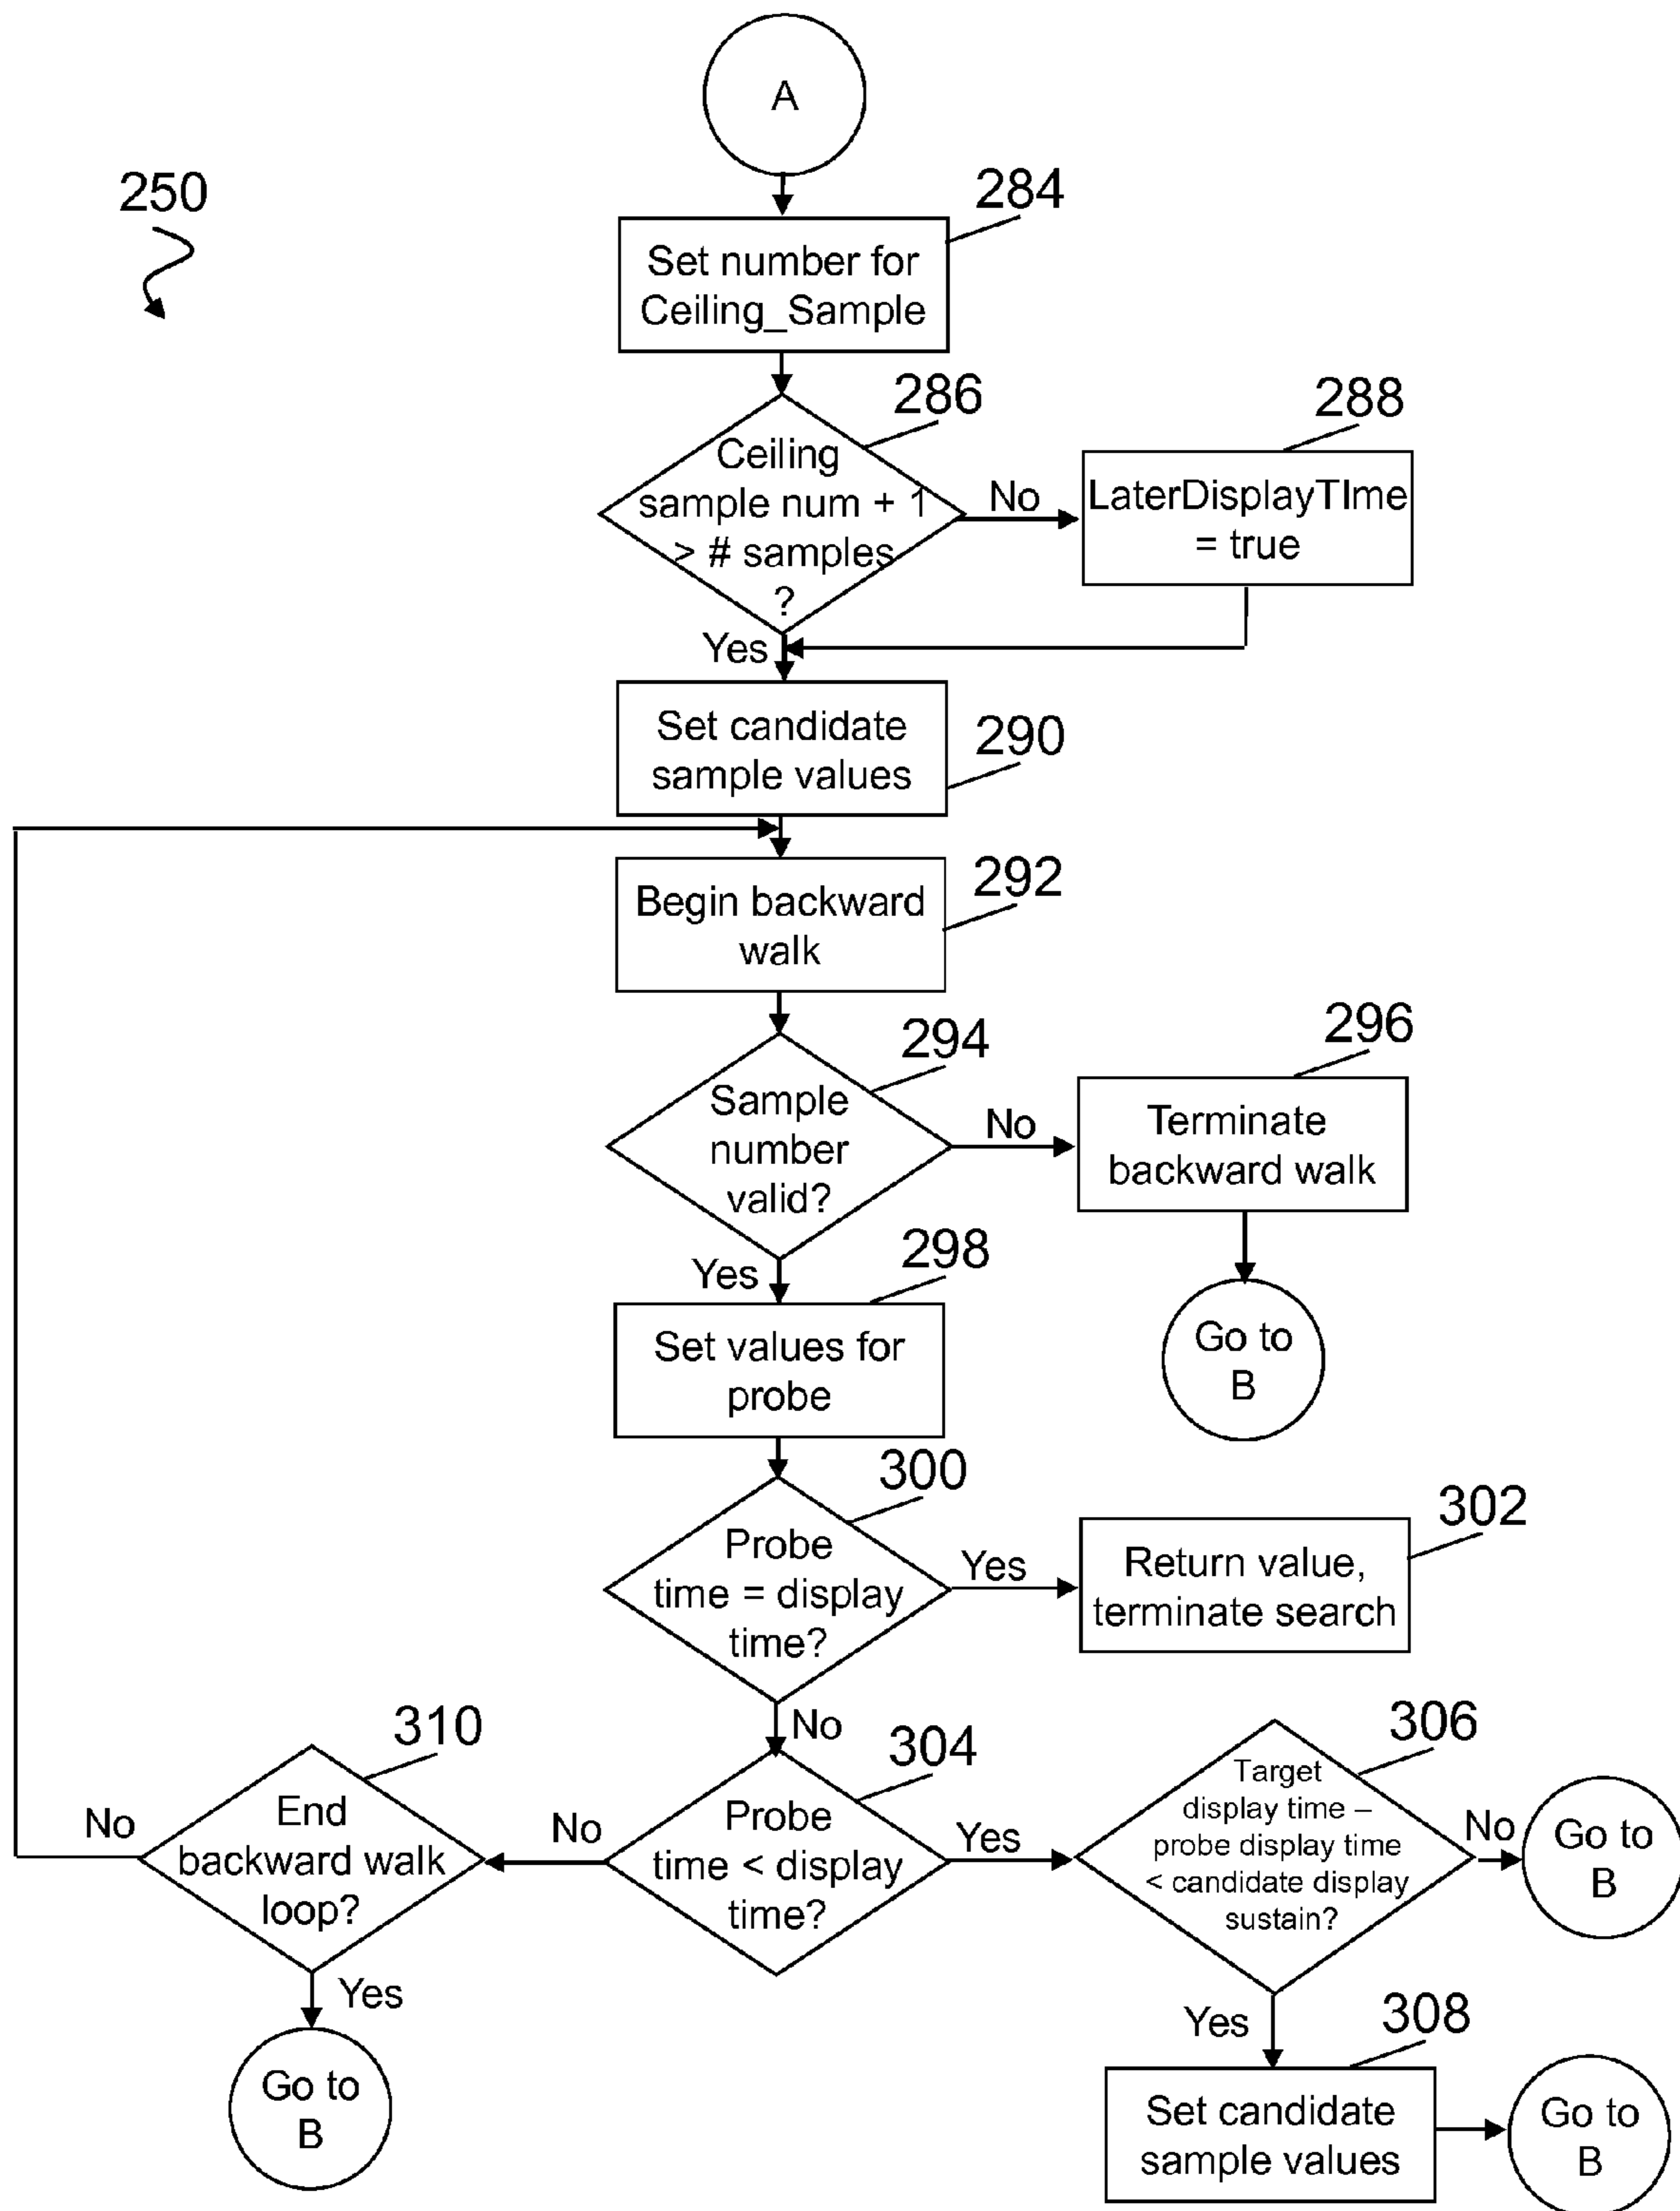 A
250
284
Set number for
Ceiling_Sample
286
Ceiling
sample num + 1
> # samples
?
No
288
LaterDisplayTIme
= true
Yes
Set candidate
sample values
290
Begin backward
walk
292
294
Sample
number
valid?
No
296
Terminate
backward walk
Go to
B
Yes
298
Set values for
probe
300
Probe
time = display
time?
Yes
302
Return value,
terminate search
No
304
Probe
time < display
time?
Yes
306
Target
display time –
probe display time
< candidate display
sustain?
No
Go to
B
Yes
308
Set candidate
sample values
Go to
B
No
310
End
backward walk
loop?
No
Yes
Go to
B